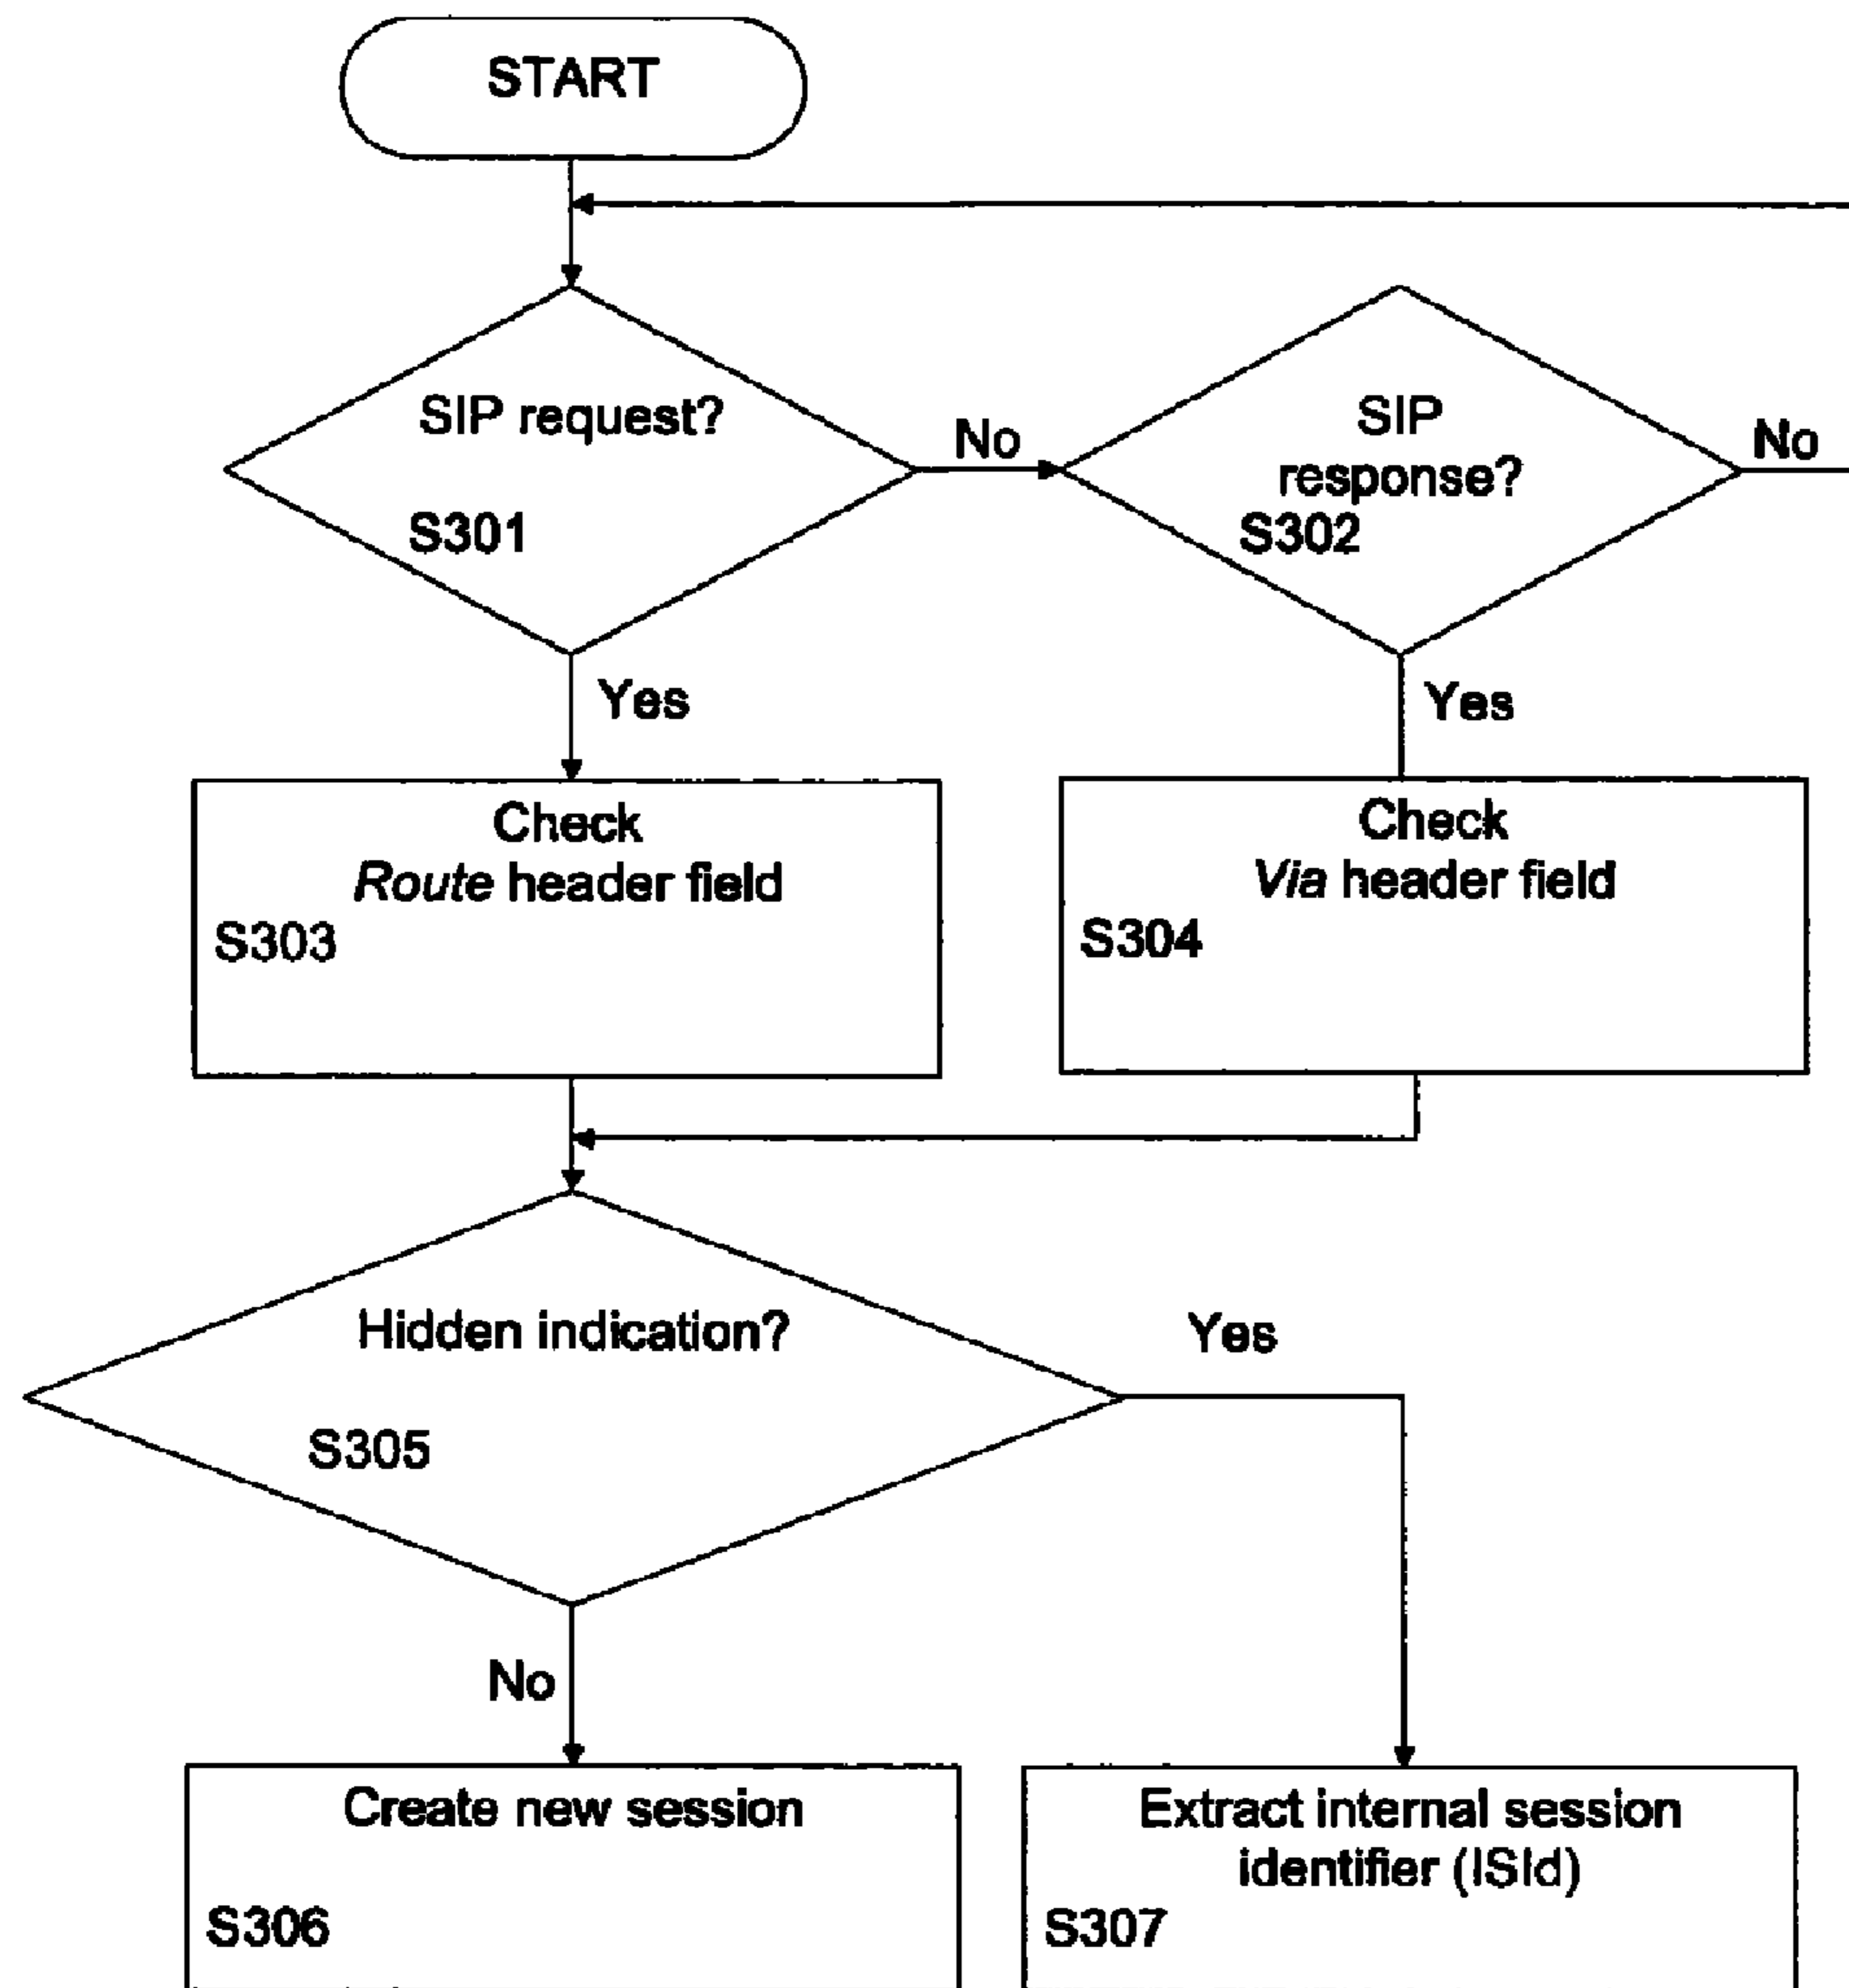 START
SIP request?
S301
No
SIP
response?
S302
No
Yes
Yes
Check
Route header field
S303
Check
Via header field
S304
Hidden indication?
S305
Yes
No
Create new session
S306
Extract internal session
identifier (ISId)
S307